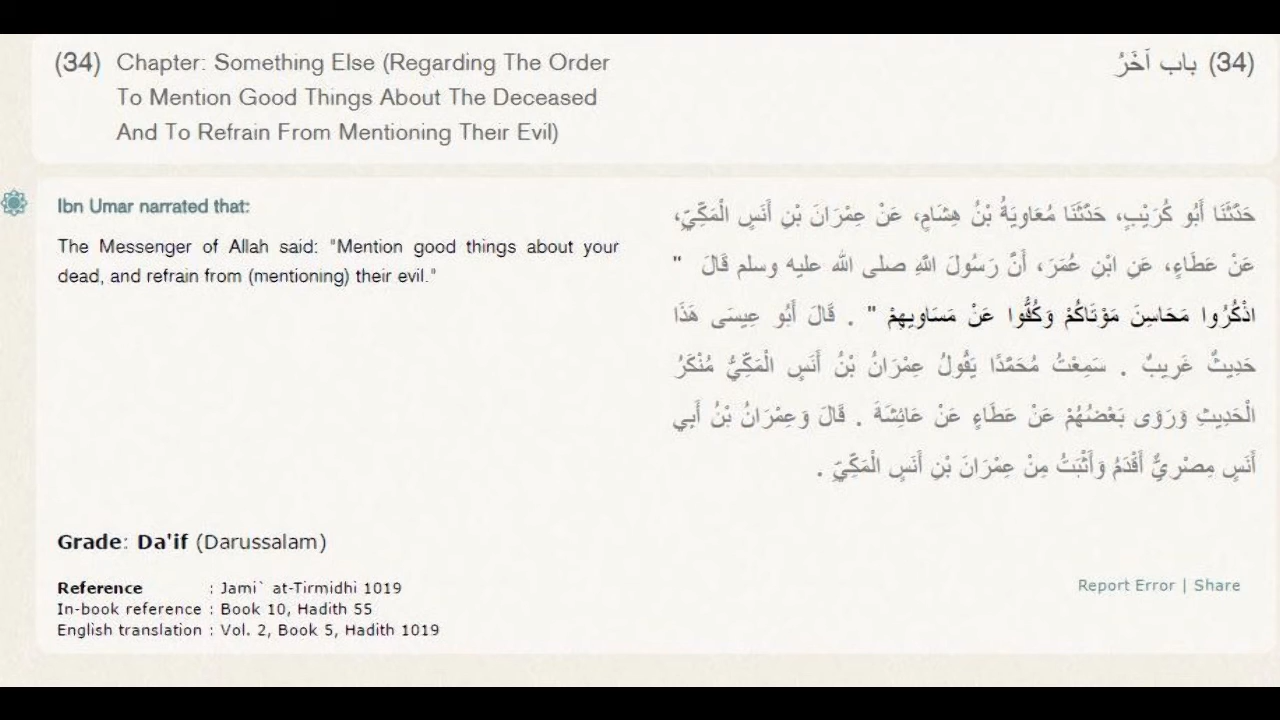 (34) Chapter: Something Else (Regarding The Order
To Mention Good Things About The Deceased
And To Refrain From Mentioning Their Evil)
(34) باب آخَرُ
Ibn Umar narrated that:
The Messenger of Allah said: "Mention good things about your
dead, and refrain from (mentioning) their evil."
حَدَّثَنَا أَبُو كُرَيْبٍ، حَدَّثَنَا مُعَاوِيَةُ بْنُ هِشَامٍ، عَنْ عِمْرَانَ بْنِ أَنَسٍ الْمَكِّيِّ،
عَنْ عَطَاءٍ، عَنِ ابْنِ عُمَرَ، أَنَّ رَسُولَ اللَّهِ صلى الله عليه وسلم قَالَ ‏"‏
اذْكُرُوا مَحَاسِنَ مَوْتَاكُمْ وَكُفُّوا عَنْ مَسَاوِيهِمْ ‏"‏ ‏.‏ قَالَ أَبُو عِيسَى هَذَا
حَدِيثٌ غَرِيبٌ ‏.‏ سَمِعْتُ مُحَمَّدًا يَقُولُ عِمْرَانُ بْنُ أَنَسٍ الْمَكِّيُّ مُنْكَرُ
الْحَدِيثِ وَرَوَى بَعْضُهُمْ عَنْ عَطَاءٍ عَنْ عَائِشَةَ ‏.‏ قَالَ وَعِمْرَانُ بْنُ أَبِي
أَنَسٍ مِصْرِيٌّ أَقْدَمُ وَأَثْبَتُ مِنْ عِمْرَانَ بْنِ أَنَسٍ الْمَكِّيِّ ‏.‏
Grade: Da'if (Darussalam)
Reference : Jami` at-Tirmidhi 1019
In-book reference : Book 10, Hadith 55
English translation : Vol. 2, Book 5, Hadith 1019
Report Error | Share